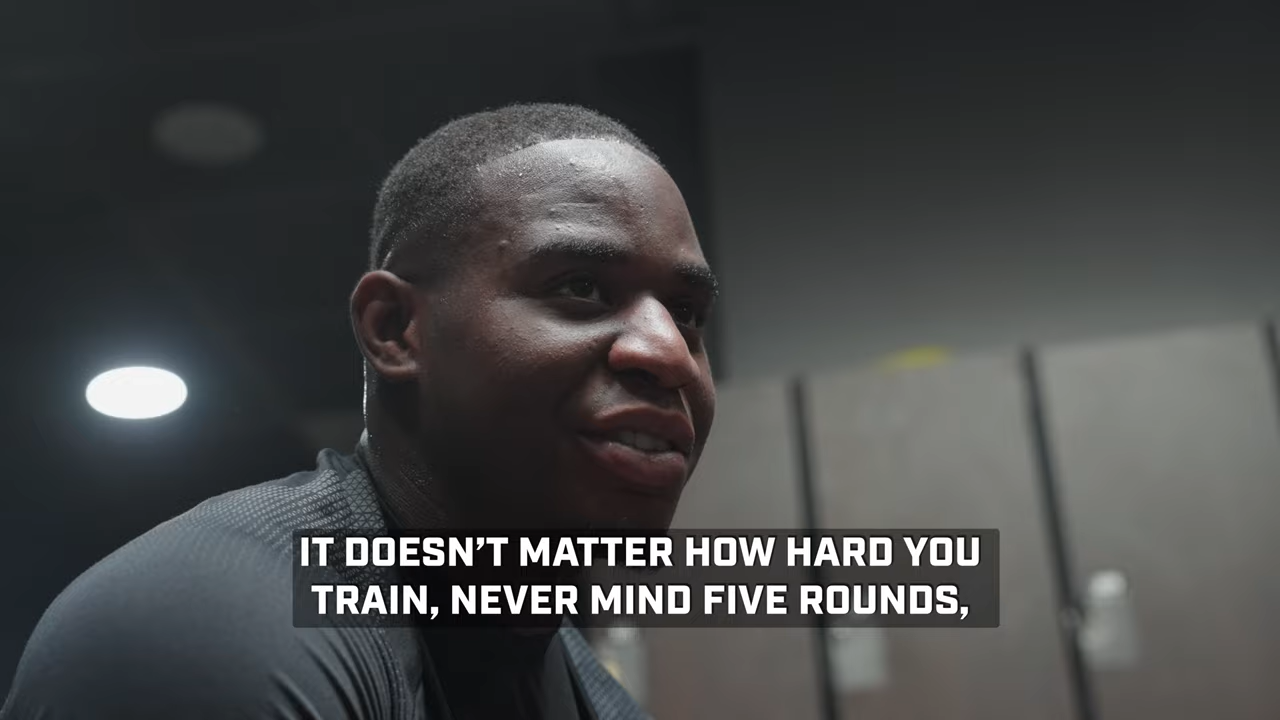 IT DOESN’T MATTER HOW HARD YOU
TRAIN, NEVER MIND FIVE ROUNDS,